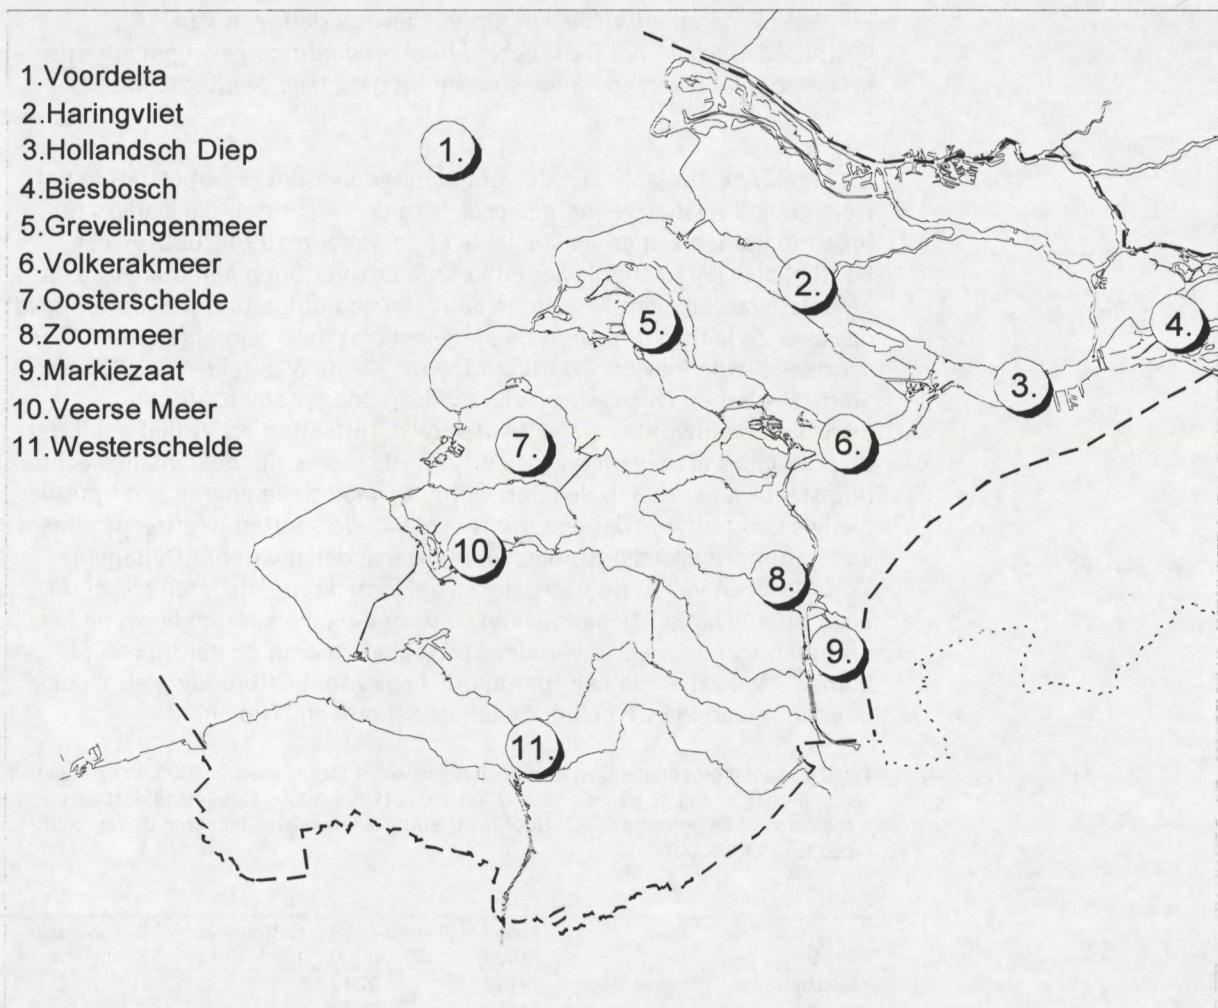 1.Voordelta
2.Haringvliet
3.Hollandsch Diep
4.Biesbosch
5.Grevelingenmeer
6.Volkerakmeer
7.Oosterschelde
8.Zoommeer
9.Markiezaat
10.Veerse Meer
11.Westerschelde
1.
2.
5.
4.
3.
7.
6.
10.
8.
9.
11.